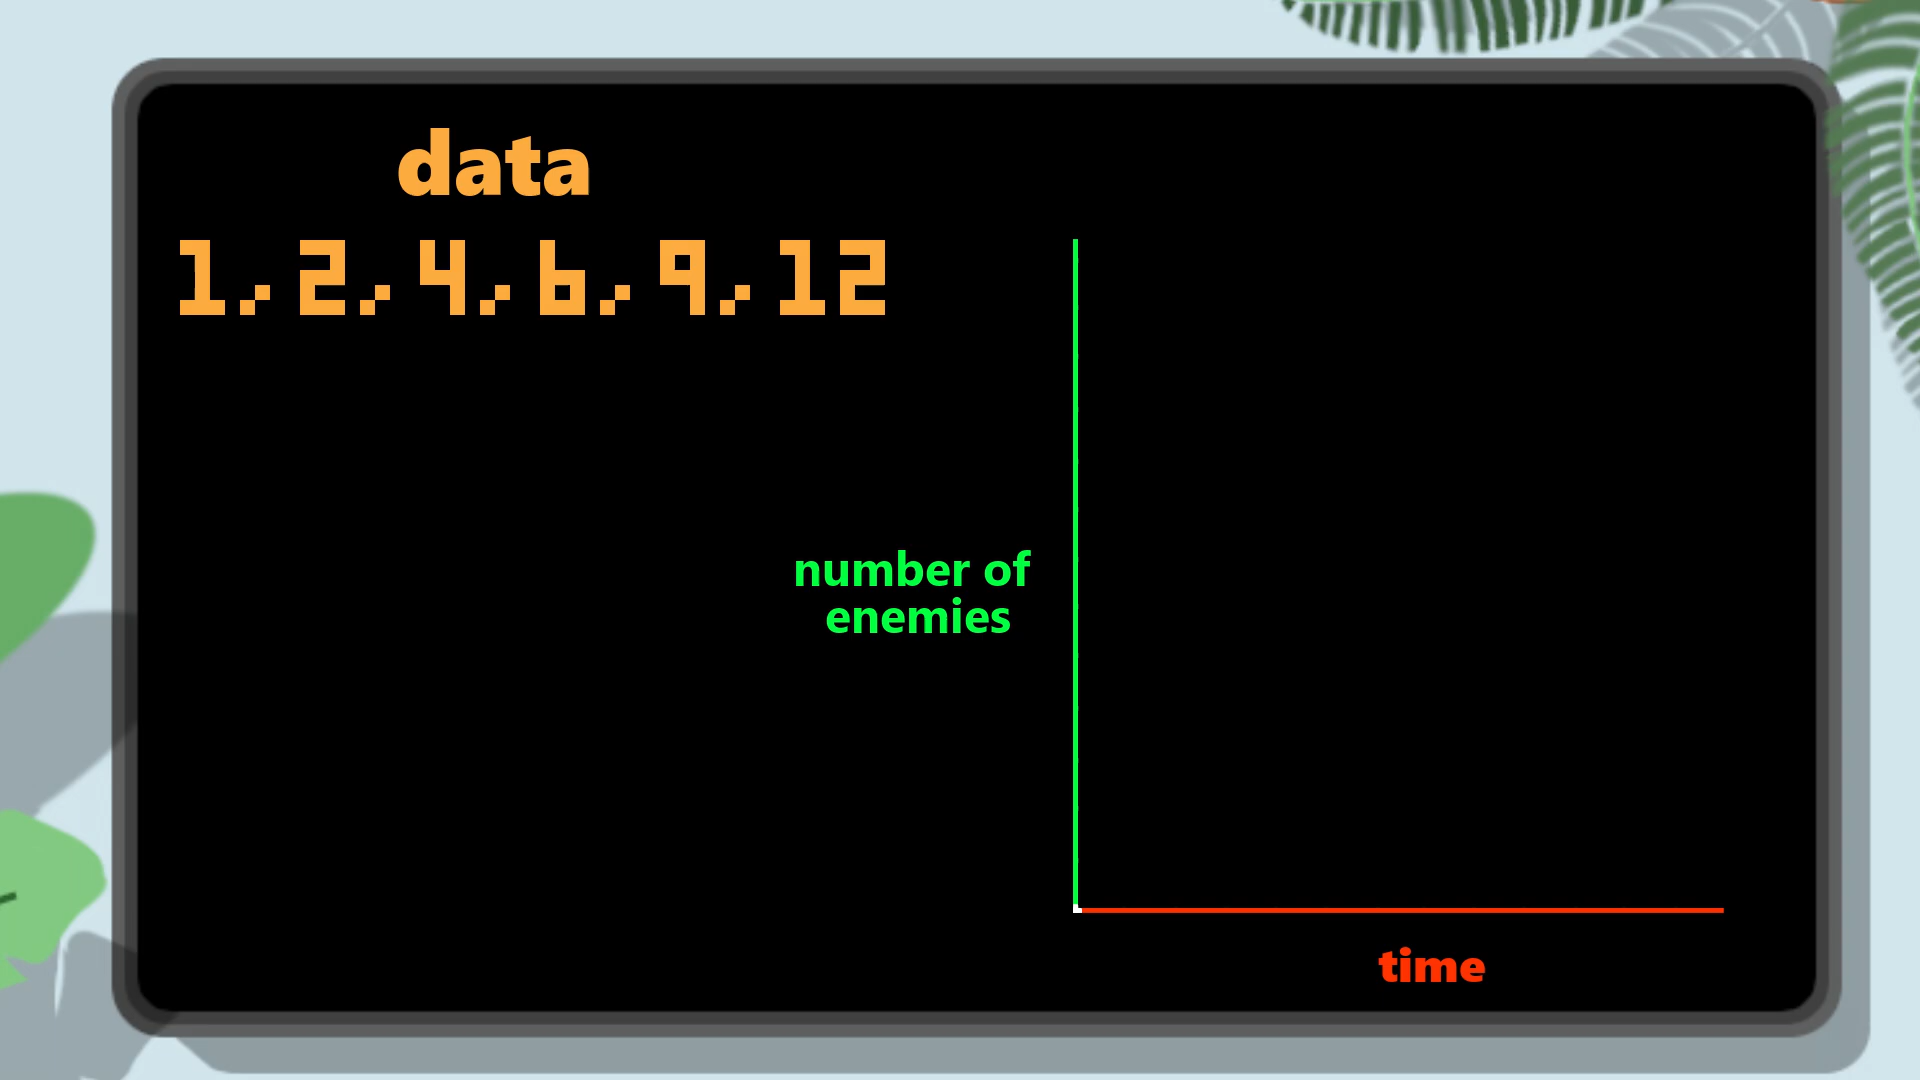 data
1,2,4,6,9,12
number of
enemies
time